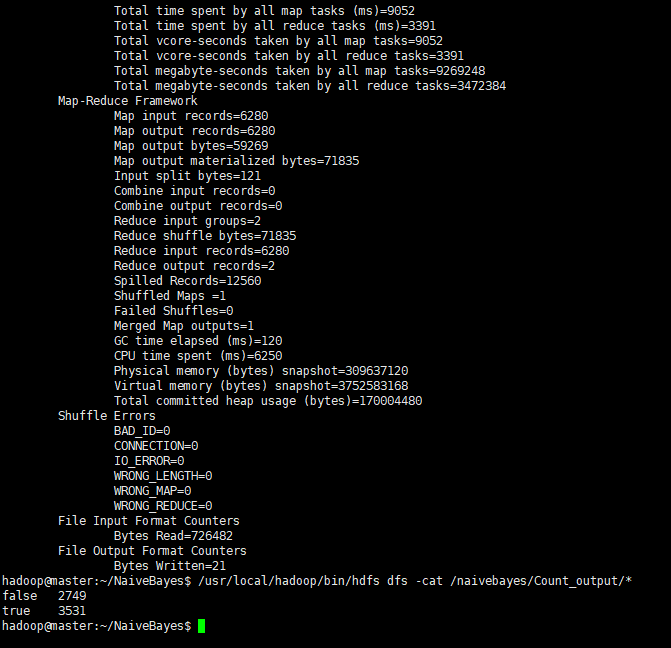 Total time spent by all map tasks (ms)=9052
Total time spent by all reduce tasks (ms)=3391
Total vcore-seconds taken by all map tasks=9052
Total vcore-seconds taken by all reduce tasks=3391
Total megabyte-seconds taken by all map tasks=9269248
Total megabyte-seconds taken by all reduce tasks=3472384
Map-Reduce Framework
Map input records=6280
Map output records=6280
Map output bytes=59269
Map output materialized bytes=71835
Input split bytes=121
Combine input records=0
Combine output records=0
Reduce input groups=2
Reduce shuffle bytes=71835
Reduce input records=6280
Reduce output records=2
Spilled Records=12560
Shuffled Maps =1
Failed Shuffles=0
Merged Map outputs=1
GC time elapsed (ms)=120
CPU time spent (ms)=6250
Physical memory (bytes) snapshot=309637120
Virtual memory (bytes) snapshot=3752583168
Total committed heap usage (bytes)=170004480
Shuffle Errors
BAD_ID=0
CONNECTION=0
IO_ERROR=0
WRONG_LENGTH=0
WRONG_MAP=0
WRONG_REDUCE=0
File Input Format Counters
Bytes Read=726482
File Output Format Counters
Bytes Written=21
hadoop@master:~/NaiveBayes$ /usr/local/hadoop/bin/hdfs dfs -cat /naivebayes/Count_output/*
false 2749
true 3531
hadoop@master:~/NaiveBayes$